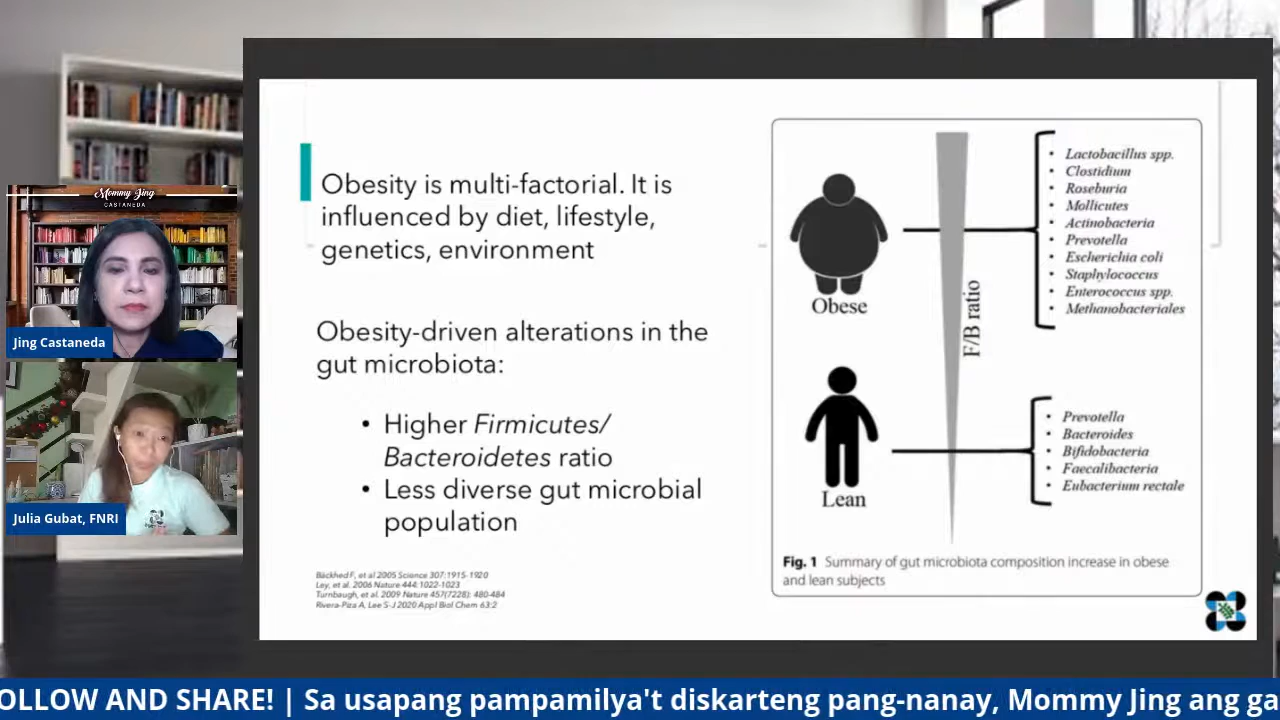 Mommy Jing
CASTANEDA
Jing Castaneda
Julia Gubat, FNRI
Obesity is multi-factorial. It is
influenced by diet, lifestyle,
genetics, environment
Obesity-driven alterations in the
gut microbiota:
• Higher Firmicutes/
Bacteroidetes ratio
• Less diverse gut microbial
population
Bäckhed F, et al 2005 Science 307:1915-1920
Ley, et al. 2006 Nature 444:1022-1023
Turnbaugh, et al. 2009 Nature 457(7228): 480-484
Rivera-Piza A, Lee S-J 2020 Appl Biol Chem 63:2
Obese
F/B ratio
• Lactobacillus spp.
• Clostidium
• Roseburia
• Mollicutes
• Actinobacteria
• Prevotella
• Escherichia coli
• Staphylococcus
• Enterococcus spp.
• Methanobacteriales
Lean
• Prevotella
• Bacteroides
• Bifidobacteria
• Faecalibacteria
• Eubacterium rectale
Fig. 1 Summary of gut microbiota composition increase in obese
and lean subjects
OLLOW AND SHARE! | Sa usapang pampamilya't diskarteng pang-nanay, Mommy Jing ang ga